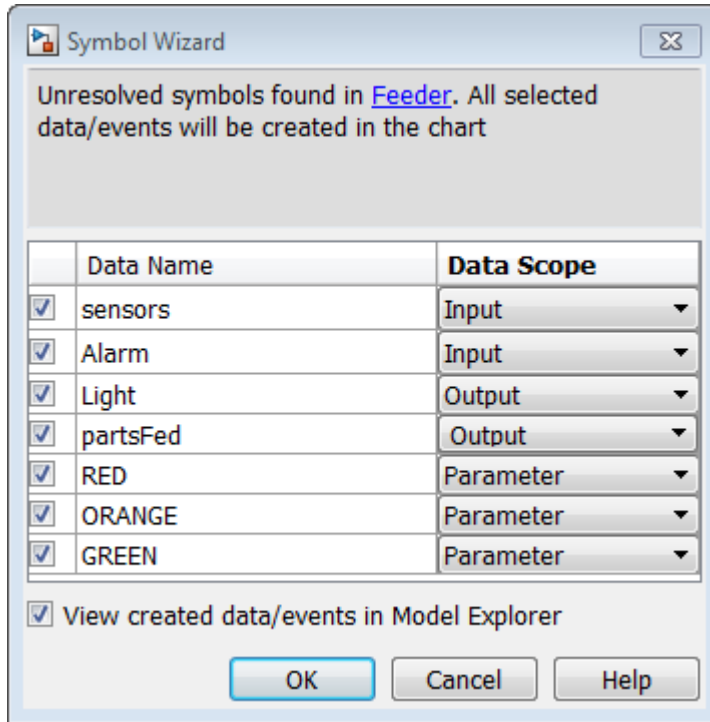 Symbol Wizard
Unresolved symbols found in Feeder. All selected
data/events will be created in the chart
Data Name Data Scope
sensors Input
Alarm Input
Light Output
partsFed Output
RED Parameter
ORANGE Parameter
GREEN Parameter
View created data/events in Model Explorer
OK Cancel Help